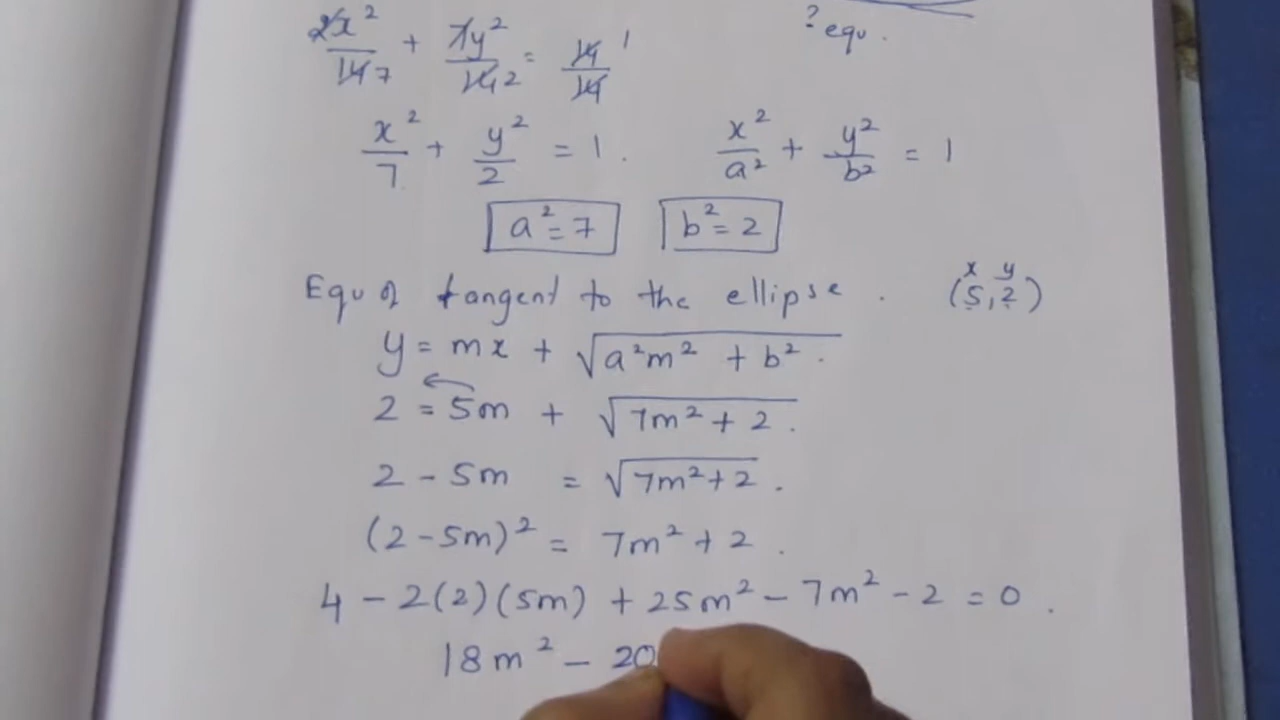 2x²/14 7 + 7y²/14 2 = 14/14 1
? equ.
x²/7 + y²/2 = 1.
x²/a² + y²/b² = 1
a² = 7
b² = 2
Equ of tangent to the ellipse.
x y
(5, 2)
y = mx + √(a²m² + b²).
2 = 5m + √(7m² + 2).
2 - 5m = √(7m² + 2).
(2 - 5m)² = 7m² + 2.
4 - 2(2)(5m) + 25m² - 7m² - 2 = 0.
18m² - 20